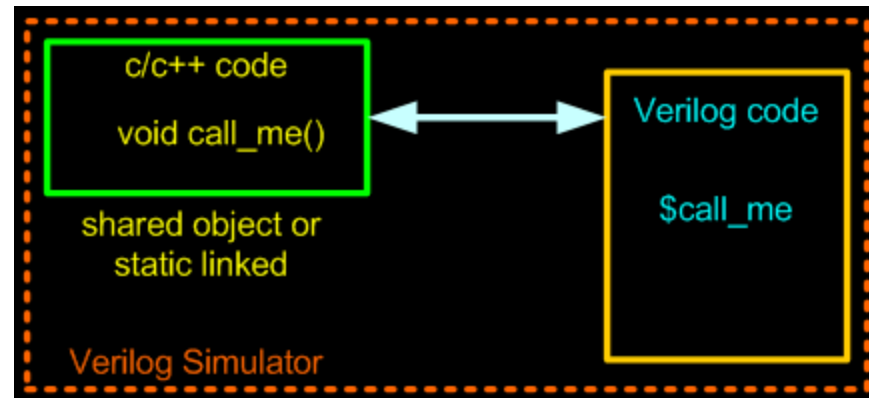 c/c++ code
void call_me()
shared object or
static linked
Verilog code
$call_me
Verilog Simulator